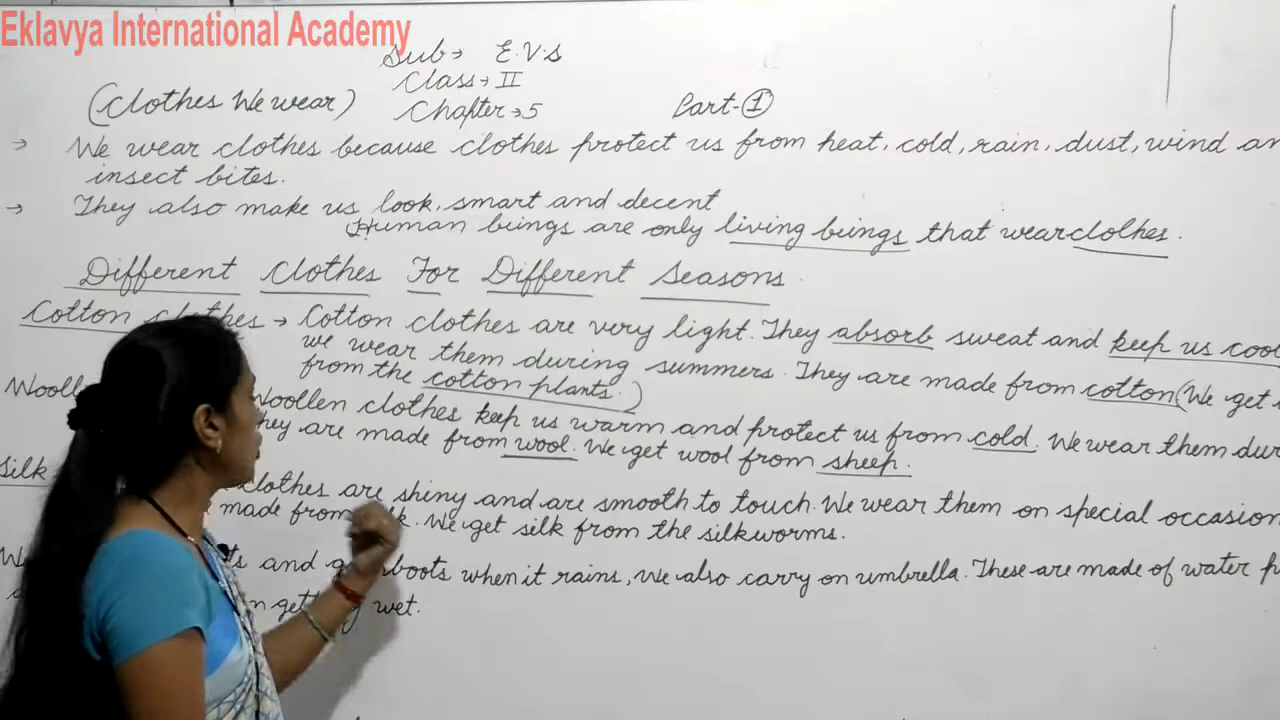 Eklavya International Academy
Sub → E.V.S
Class → II
(Clothes We wear) Chapter → 5 Part-①
→ We wear clothes because clothes protect us from heat, cold, rain, dust, wind an
insect bites.
→ They also make us look, smart and decent
Human beings are only living beings that wear clothes.
Different Clothes For Different Seasons.
Cotton clothes → Cotton clothes are very light. They absorb sweat and keep us cool
we wear them during summers. They are made from cotton (We get
from the cotton plants.)
Woollen clothes keep us warm and protect us from cold. We wear them dur
They are made from wool. We get wool from sheep.
Silk clothes are shiny and are smooth to touch. We wear them on special occasion
made from silk. We get silk from the silkworms.
and gumboots when it rains, We also carry on umbrella. These are made of water p
getting wet.